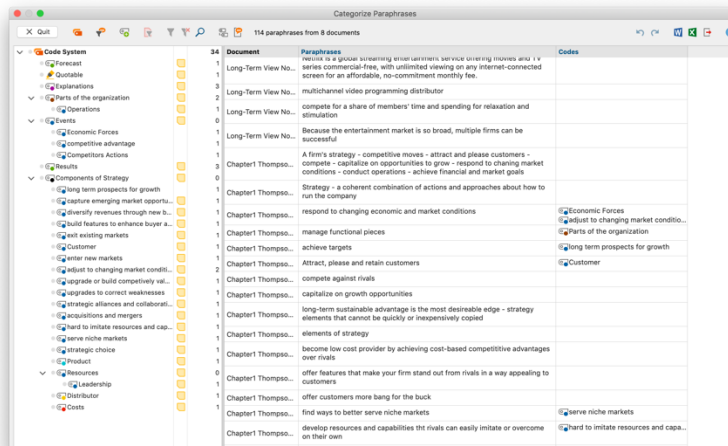 Categorize Paraphrases
X Quit
114 paraphrases from 8 documents
Code System 34
Forecast 1
Quotable 1
Explanations 3
Parts of the organization 2
Operations 1
Events 0
Economic Forces 1
competitive advantage 1
Competitors Actions 1
Results 3
Components of Strategy 0
long term prospects for growth 1
capture emerging market opportu... 1
diversify revenues through new b... 1
build features to enhance buyer a... 1
exit existing markets 1
Customer 1
enter new markets 1
adjust to changing market conditi... 2
upgrade or build competively val... 1
upgrades to correct weaknesses 1
strategic alliances and collaborati... 1
acquisitions and mergers 1
hard to imitate resources and cap... 1
serve niche markets 1
strategic choice 1
Product 1
Resources 0
Leadership 1
Distributor 1
Costs 1
Document Paraphrases Codes
Long-Term View No... Netflix is a global streaming entertainment service offering movies and TV
series commercial-free, with unlimited viewing on any internet-connected
screen for an affordable, no-commitment monthly fee.
Long-Term View No... multichannel video programming distributor
Long-Term View No... compete for a share of members' time and spending for relaxation and
stimulation
Long-Term View No... Because the entertainment market is so broad, multiple firms can be
successful
Chapter1 Thompso... A firm's strategy - competitive moves - attract and please customers -
compete - capitalize on opportunities to grow - respond to chaning market
conditions - conduct operations - achieve financial and market goals
Chapter1 Thompso... Strategy - a coherent combination of actions and approaches about how to
run the company
Chapter1 Thompso... respond to changing economic and market conditions Economic Forces
adjust to changing market conditio...
Chapter1 Thompso... manage functional pieces Parts of the organization
Chapter1 Thompso... achieve targets long term prospects for growth
Chapter1 Thompso... Attract, please and retain customers Customer
Chapter1 Thompso... compete against rivals
Chapter1 Thompso... capitalize on growth opportunities
Chapter1 Thompso... long-term sustainable advantage is the most desireable edge - strategy
elements that cannot be quickly or inexpensively copied
Chapter1 Thompso... elements of strategy
Chapter1 Thompso... become low cost provider by achieving cost-based competititive advantages
over rivals
Chapter1 Thompso... offer features that make your firm stand out from rivals in a way appealing to
customers
Chapter1 Thompso... offer customers more bang for the buck
Chapter1 Thompso... find ways to better serve niche markets serve niche markets
Chapter1 Thompso... develop resources and capabilities tht rivals can easily imitate or overcome
on their own hard to imitate resources and capa...